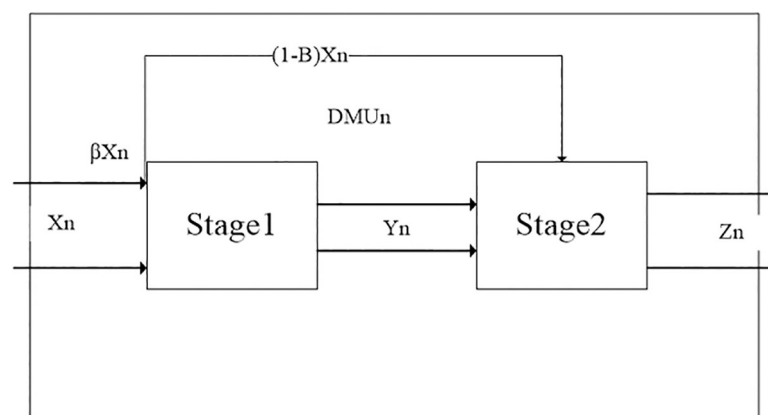 (1-B)Xn
DMUn
βXn
Xn
Stage1
Yn
Stage2
Zn